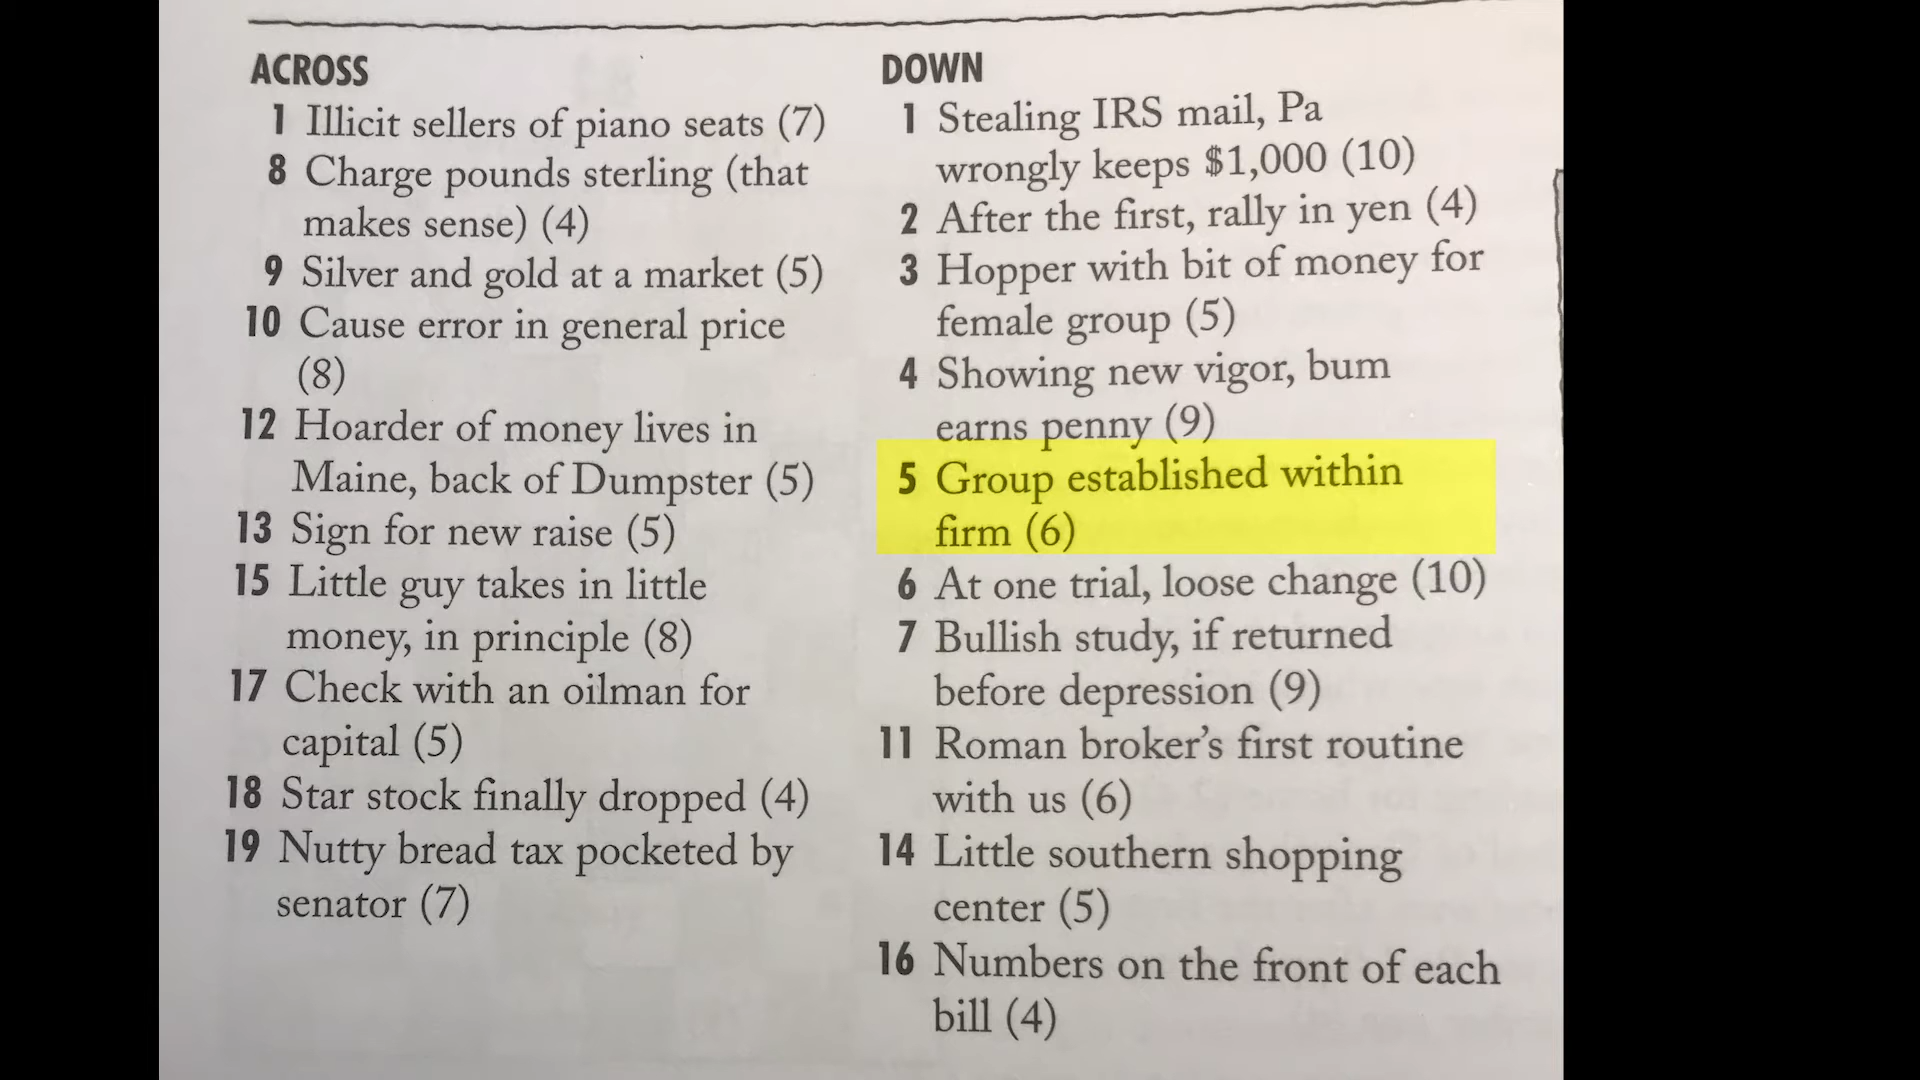 ACROSS
1 Illicit sellers of piano seats (7)
8 Charge pounds sterling (that
makes sense) (4)
9 Silver and gold at a market (5)
10 Cause error in general price
(8)
12 Hoarder of money lives in
Maine, back of Dumpster (5)
13 Sign for new raise (5)
15 Little guy takes in little
money, in principle (8)
17 Check with an oilman for
capital (5)
18 Star stock finally dropped (4)
19 Nutty bread tax pocketed by
senator (7)
DOWN
1 Stealing IRS mail, Pa
wrongly keeps $1,000 (10)
2 After the first, rally in yen (4)
3 Hopper with bit of money for
female group (5)
4 Showing new vigor, bum
earns penny (9)
5 Group established within
firm (6)
6 At one trial, loose change (10)
7 Bullish study, if returned
before depression (9)
11 Roman broker's first routine
with us (6)
14 Little southern shopping
center (5)
16 Numbers on the front of each
bill (4)